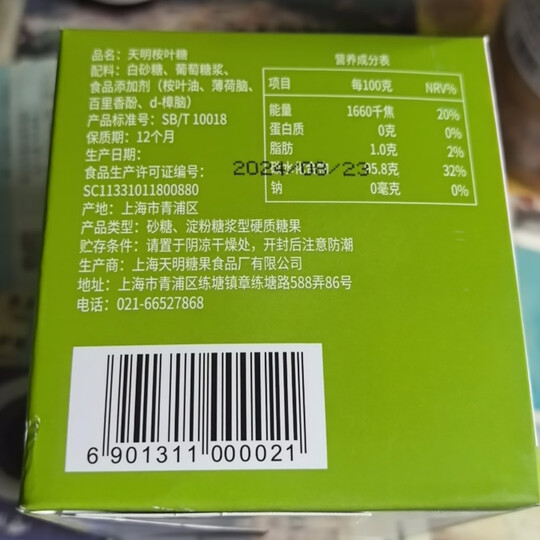 品名：天明桉叶糖
配料：白砂糖、葡萄糖浆、
食品添加剂（桉叶油、薄荷脑、
百里香酚、d-樟脑）
产品标准号：SB/T 10018
保质期：12个月
生产日期：
2024/08/23
食品生产许可证编号：
SC11331011800880
产地：上海市青浦区
产品类型：砂糖、淀粉糖浆型硬质糖果
贮存条件：请置于阴凉干燥处，开封后注意防潮
生产商：上海天明糖果食品厂有限公司
地址：上海市青浦区练塘镇章练塘路588弄86号
电话：021-66527868
营养成分表
项目 每100克 NRV%
能量 1660千焦 20%
蛋白质 0克 0%
脂肪 1.0克 2%
95.8克 32%
钠 0毫克 0%
6 901311 000021